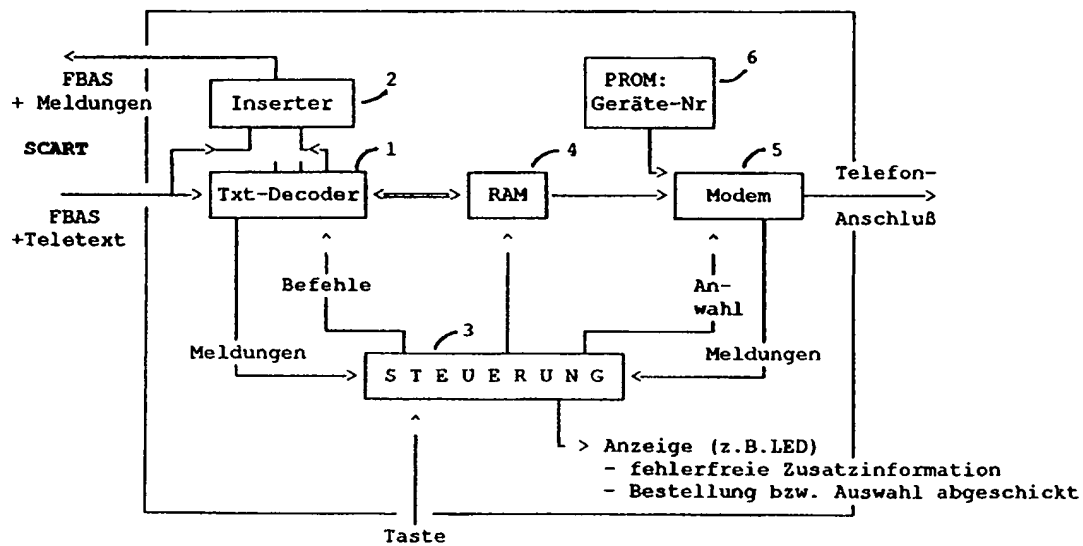 6
PROM:
Geräte-Nr
2
Inserter
FBAS
+ Meldungen
SCART
1
Txt-Decoder
4
RAM
5
Modem
Telefon-
Anschluß
FBAS
+Teletext
Befehle
An-
wahl
3
Meldungen
Meldungen
STEUERUNG
Anzeige (z.B.LED)
- fehlerfreie Zusatzinformation
- Bestellung bzw. Auswahl abgeschickt
Taste